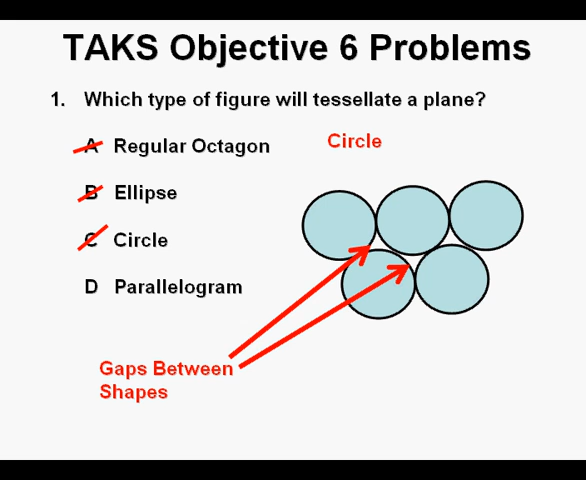 TAKS Objective 6 Problems
1. Which type of figure will tessellate a plane?
A Regular Octagon
Circle
B Ellipse
C Circle
D Parallelogram
Gaps Between
Shapes